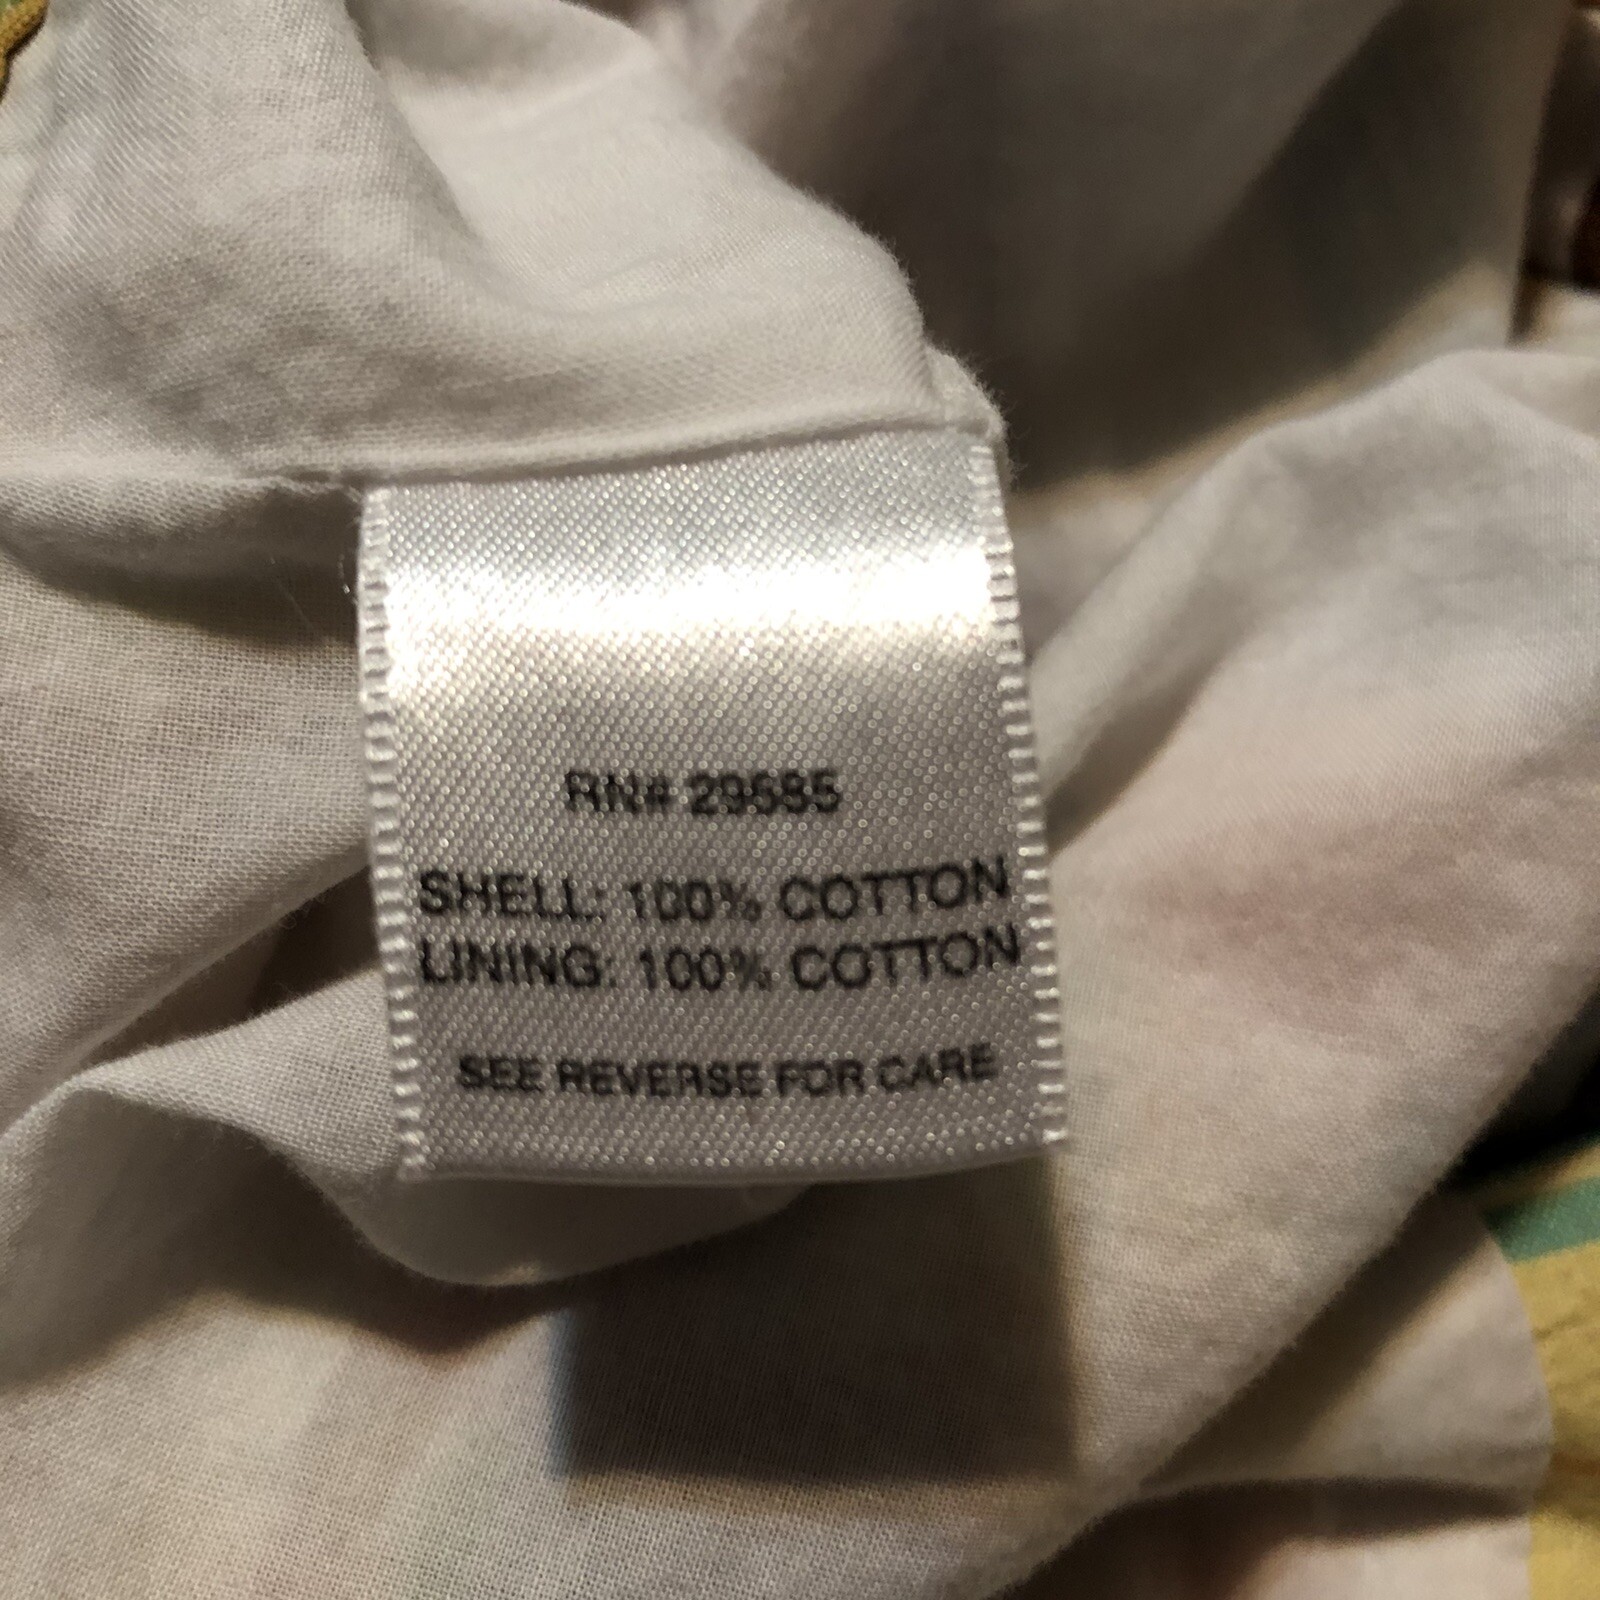 RN# 29685
SHELL: 100% COTTON
LINING: 100% COTTON
SEE REVERSE FOR CARE